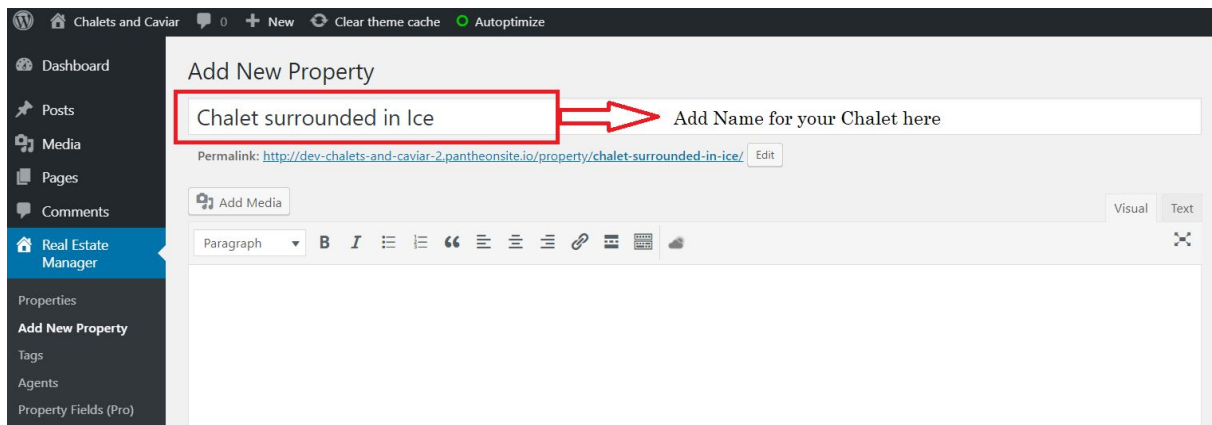 Chalets and Caviar 0 New Clear theme cache Autoptimize
Dashboard
Posts
Media
Pages
Comments
Real Estate
Manager
Properties
Add New Property
Tags
Agents
Property Fields (Pro)
Add New Property
Chalet surrounded in Ice Add Name for your Chalet here
Permalink: http://dev-chalets-and-caviar-2.pantheonsite.io/property/chalet-surrounded-in-ice/ Edit
Add Media Visual Text
Paragraph B I